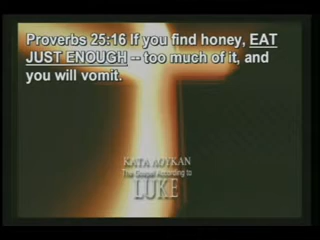 Proverbs 25:16 If you find honey, EAT
JUST ENOUGH -- too much of it, and
you will vomit.
ΚΑΤΑ ΛΟΥΚΑΝ
The Gospel According to
LUKE